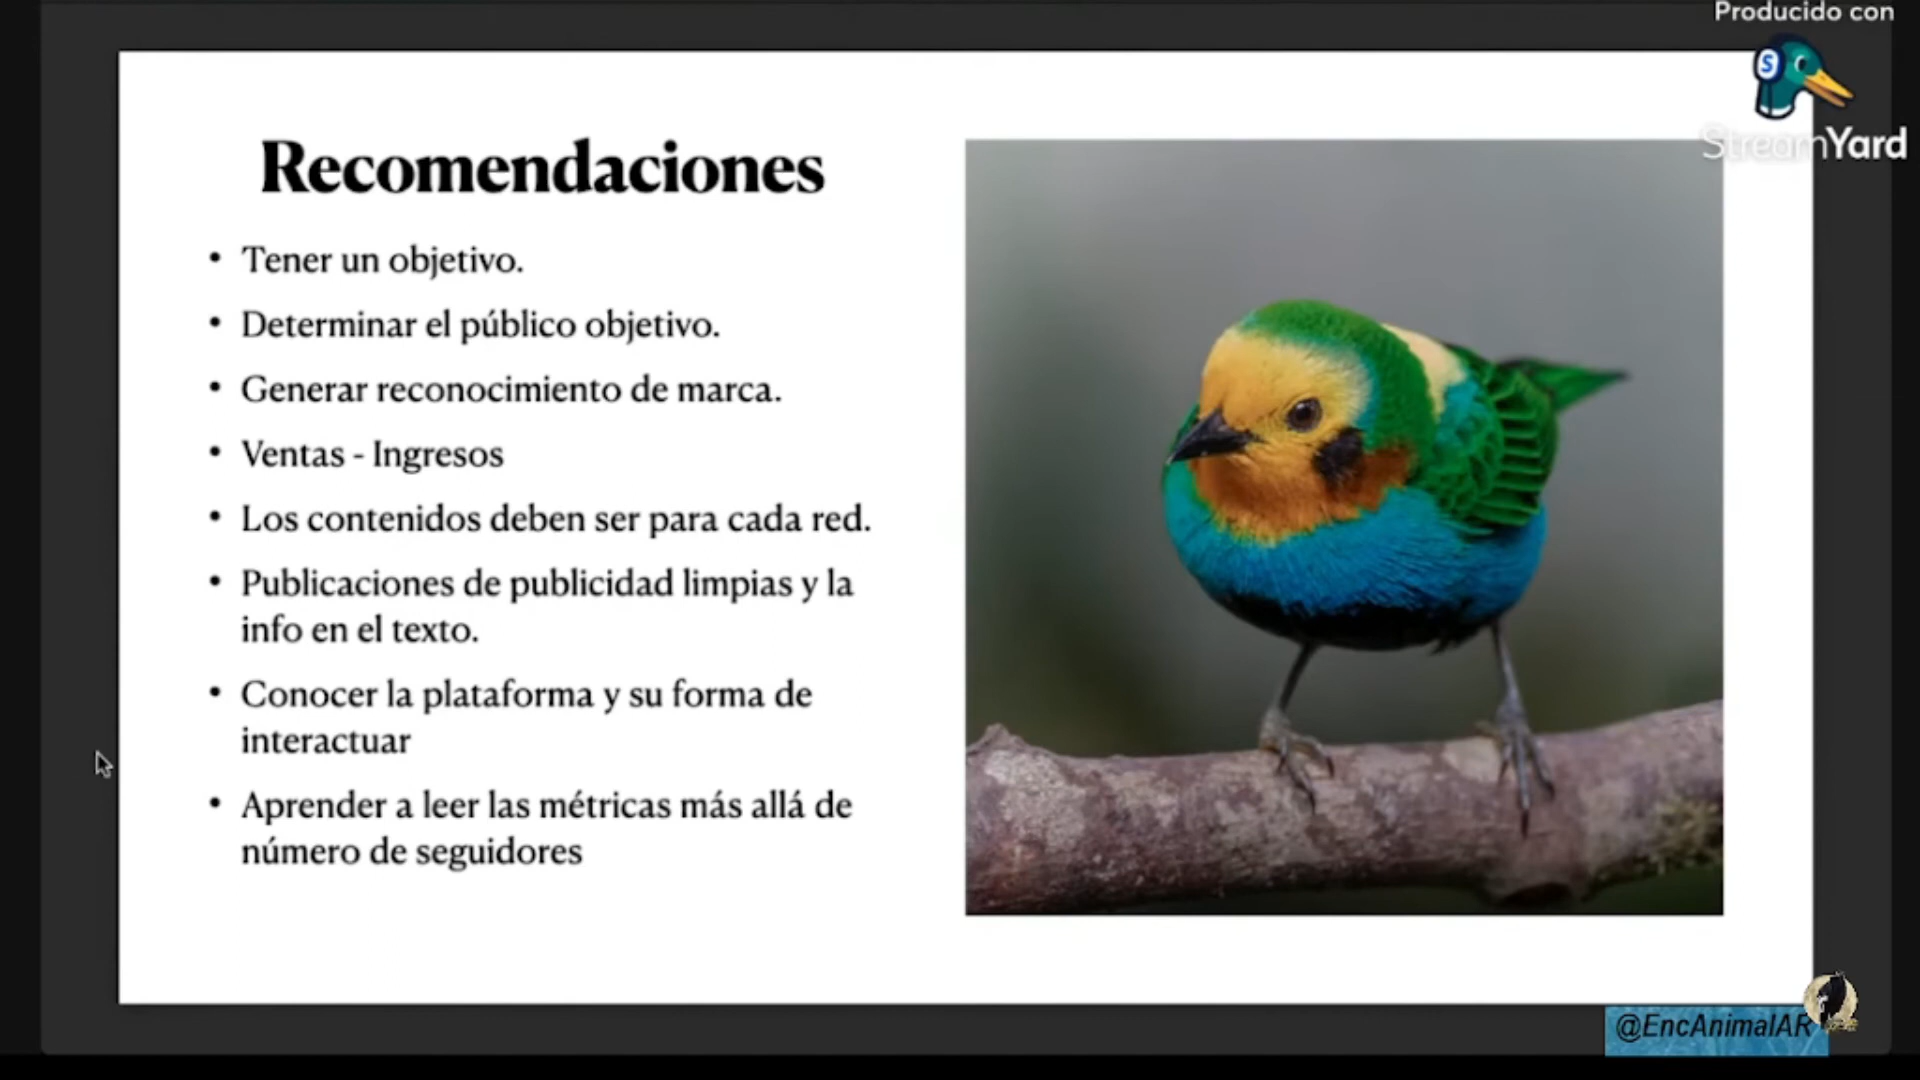 Producido con
StreamYard
Recomendaciones
• Tener un objetivo.
• Determinar el público objetivo.
• Generar reconocimiento de marca.
• Ventas - Ingresos
• Los contenidos deben ser para cada red.
• Publicaciones de publicidad limpias y la
info en el texto.
• Conocer la plataforma y su forma de
interactuar
• Aprender a leer las métricas más allá de
número de seguidores
@EncAnimalAR